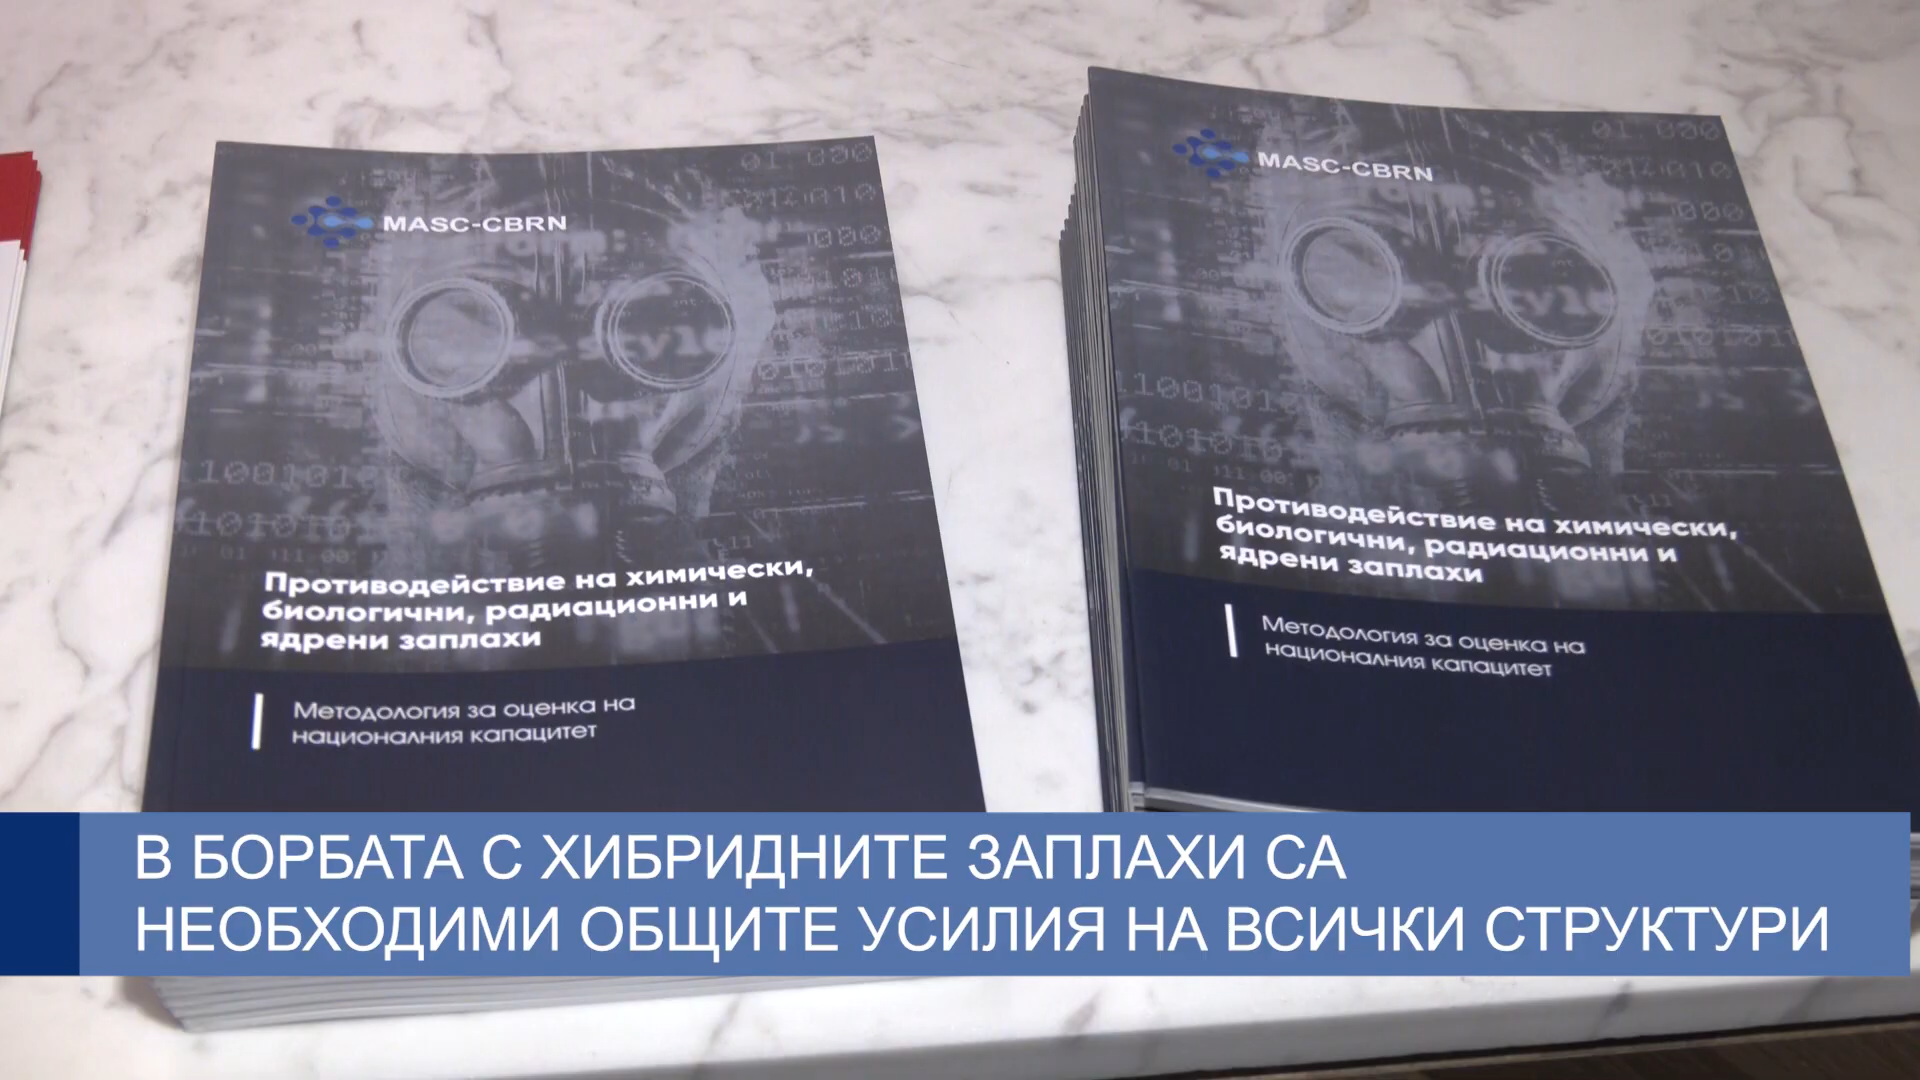 MASC-CBRN
Противодействие на химически,
биологични, радиационни и
ядрени заплахи
Методология за оценка на
националния капацитет
MASC-CBRN
Противодействие на химически,
биологични, радиационни и
ядрени заплахи
Методология за оценка на
националния капацитет
В БОРБАТА С ХИБРИДНИТЕ ЗАПЛАХИ СА
НЕОБХОДИМИ ОБЩИТЕ УСИЛИЯ НА ВСИЧКИ СТРУКТУРИ